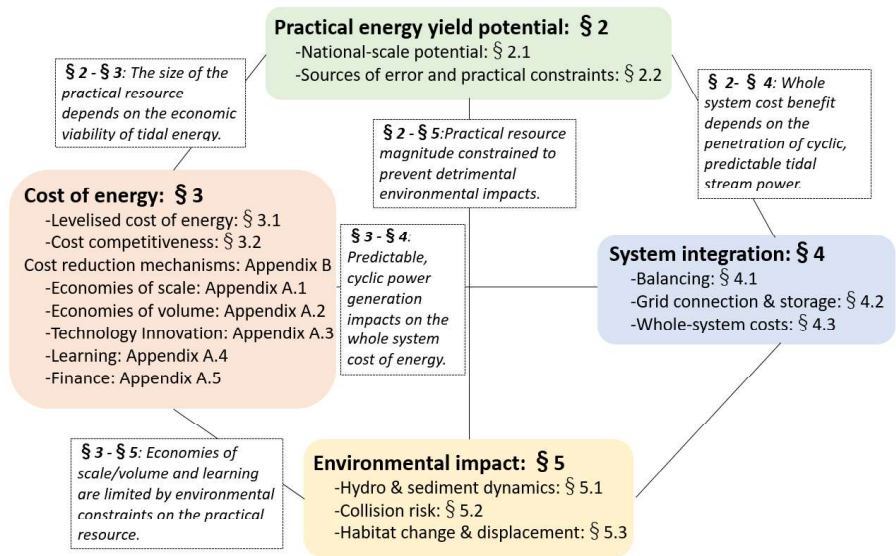 Practical energy yield potential: § 2
-National-scale potential: § 2.1
-Sources of error and practical constraints: § 2.2
§ 2 - § 3: The size of the
practical resource
depends on the economic
viability of tidal energy.
§ 2- § 4: Whole
system cost benefit
depends on the
penetration of cyclic,
predictable tidal
stream power.
§ 2 - § 5:Practical resource
magnitude constrained to
prevent detrimental
environmental impacts.
Cost of energy: § 3
-Levelised cost of energy: § 3.1
-Cost competitiveness: § 3.2
Cost reduction mechanisms: Appendix B
-Economies of scale: Appendix A.1
-Economies of volume: Appendix A.2
-Technology Innovation: Appendix A.3
-Learning: Appendix A.4
-Finance: Appendix A.5
§ 3 - § 4:
Predictable,
cyclic power
generation
impacts on the
whole system
cost of energy.
System integration: § 4
-Balancing: § 4.1
-Grid connection & storage: § 4.2
-Whole-system costs: § 4.3
§ 3 - § 5: Economies of
scale/volume and learning
are limited by environmental
constraints on the practical
resource.
Environmental impact: § 5
-Hydro & sediment dynamics: § 5.1
-Collision risk: § 5.2
-Habitat change & displacement: § 5.3